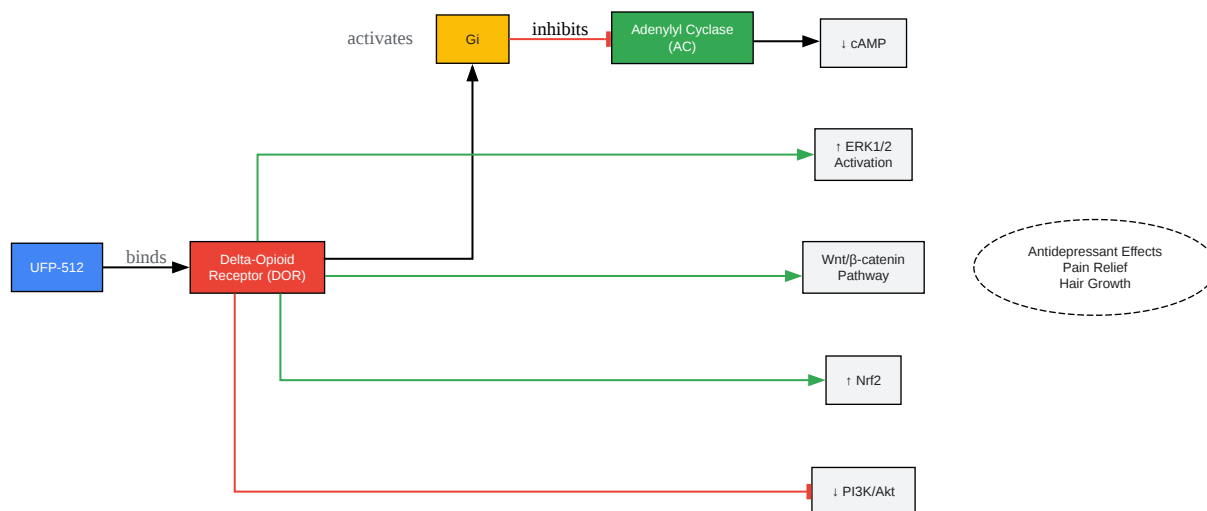 activates
Gi
inhibits
Adenylyl Cyclase
(AC)
↓ cAMP
↑ ERK1/2
Activation
UFP-512
binds
Delta-Opioid
Receptor (DOR)
Wnt/β-catenin
Pathway
Antidepressant Effects
Pain Relief
Hair Growth
↑ Nrf2
↓ PI3K/Akt